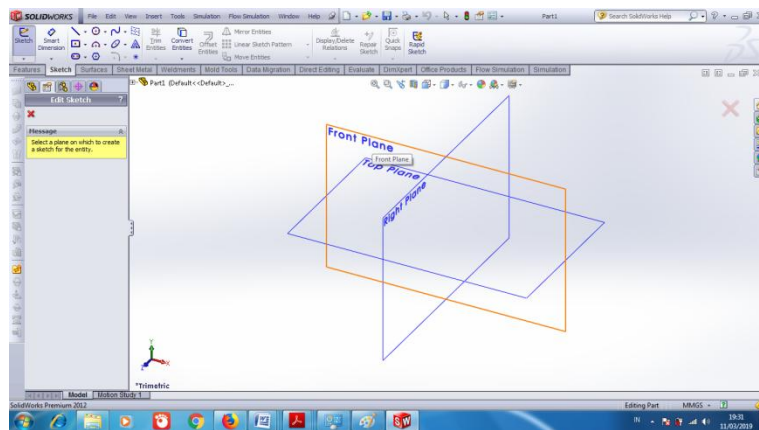 SOLIDWORKS File Edit View Insert Tools Simulation Flow Simulation Window Help Part1 Search SolidWorks Help
Sketch Smart Dimension Trim Entities Convert Entities Offset Entities Mirror Entities Linear Sketch Pattern Move Entities Display/Delete Relations Repair Sketch Quick Snaps Rapid Sketch
Features Sketch Surfaces Sheet Metal Weldments Mold Tools Data Migration Direct Editing Evaluate DimXpert Office Products Flow Simulation Simulation
Part1 (Default<<Default>_...
Edit Sketch ?
Message
Select a plane on which to create
a sketch for the entity.
Front Plane
Front Plane
Top Plane
Right Plane
Y
X
*Trimetric
Model Motion Study 1
SolidWorks Premium 2012 Editing Part MMGS
IN 19:31
11/03/2019